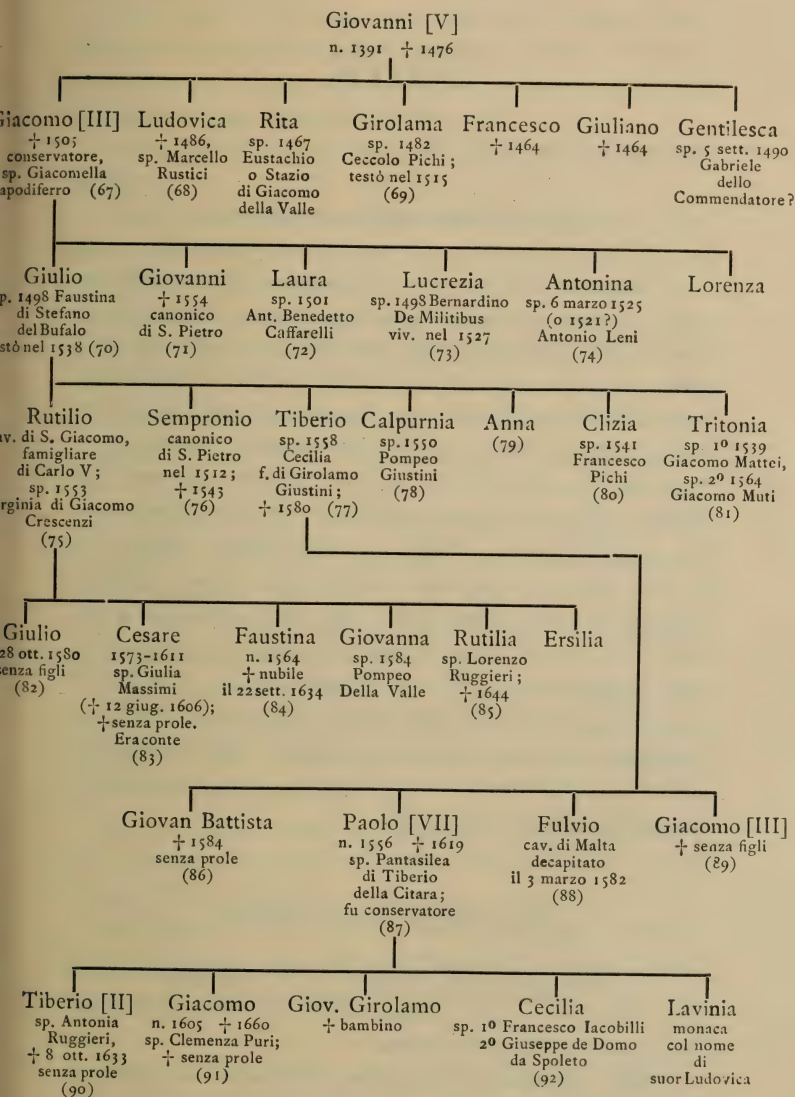 Giovanni [V]
n. 1391 ┼ 1476
Giacomo [III]
┼ 1505
conservatore,
sp. Giacomella
apodiferro (67)
Ludovica
┼ 1486,
sp. Marcello
Rustici
(68)
Rita
sp. 1467
Eustachio
o Stazio
di Giacomo
della Valle
Girolama
sp. 1482
Ceccolo Pichi ;
testò nel 1515
(69)
Francesco
┼ 1464
Giuliano
┼ 1464
Gentilesca
sp. 5 sett. 1490
Gabriele
dello
Commendatore ?
Giulio
p. 1498 Faustina
di Stefano
del Bufalo
stò nel 1538 (70)
Giovanni
┼ 1554
canonico
di S. Pietro
(71)
Laura
sp. 1501
Ant. Benedetto
Caffarelli
(72)
Lucrezia
sp. 1498 Bernardino
De Militibus
viv. nel 1527
(73)
Antonina
sp. 6 marzo 1525
(o 1521?)
Antonio Leni
(74)
Lorenza
Rutilio
v. di S. Giacomo,
famigliare
di Carlo V ;
sp. 1553
rginia di Giacomo
Crescenzi
(75)
Sempronio
canonico
di S. Pietro
nel 1512 ;
┼ 1543
(76)
Tiberio
sp. 1558
Cecilia
f. di Girolamo
Giustini ;
┼ 1580 (77)
Calpurnia
sp. 1550
Pompeo
Giustini
(78)
Anna
(79)
Clizia
sp. 1541
Francesco
Pichi
(80)
Tritonia
sp. 1º 1539
Giacomo Mattei,
sp. 2º 1564
Giacomo Muti
(81)
Giulio
28 ott. 1580
senza figli
(82)
Cesare
1573-1611
sp. Giulia
Massimi
(┼ 12 giug. 1606);
┼ senza prole.
Era conte
(83)
Faustina
n. 1564
┼ nubile
il 22 sett. 1634
(84)
Giovanna
sp. 1584
Pompeo
Della Valle
Rutilia
sp. Lorenzo
Ruggieri ;
┼ 1644
(85)
Ersilia
Giovan Battista
┼ 1584
senza prole
(86)
Paolo [VII]
n. 1556 ┼ 1619
sp. Pantasilea
di Tiberio
della Citara ;
fu conservatore
(87)
Fulvio
cav. di Malta
decapitato
il 3 marzo 1582
(88)
Giacomo [III]
┼ senza figli
(89)
Tiberio [II]
sp. Antonia
Ruggieri,
┼ 8 ott. 1633
senza prole
(90)
Giacomo
n. 1605 ┼ 1660
sp. Clemenza Puri;
┼ senza prole
(91)
Giov. Girolamo
┼ bambino
Cecilia
sp. 1º Francesco Iacobilli
2º Giuseppe de Domo
da Spoleto
(92)
Lavinia
monaca
col nome
di
suor Ludovica